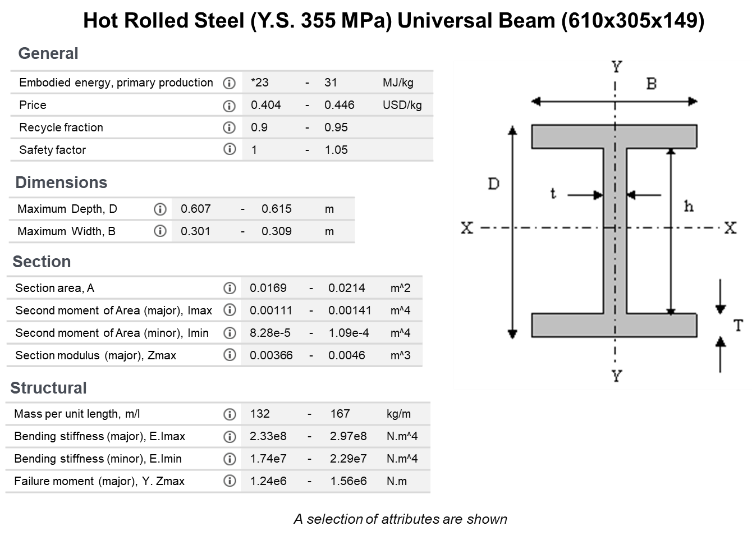 Hot Rolled Steel (Y.S. 355 MPa) Universal Beam (610x305x149)
General
Embodied energy, primary production *23 - 31 MJ/kg
Price 0.404 - 0.446 USD/kg
Recycle fraction 0.9 - 0.95
Safety factor 1 - 1.05
Dimensions
Maximum Depth, D 0.607 - 0.615 m
Maximum Width, B 0.301 - 0.309 m
Section
Section area, A 0.0169 - 0.0214 m^2
Second moment of Area (major), Imax 0.00111 - 0.00141 m^4
Second moment of Area (minor), Imin 8.28e-5 - 1.09e-4 m^4
Section modulus (major), Zmax 0.00366 - 0.0046 m^3
Structural
Mass per unit length, m/l 132 - 167 kg/m
Bending stiffness (major), E.Imax 2.33e8 - 2.97e8 N.m^4
Bending stiffness (minor), E.Imin 1.74e7 - 2.29e7 N.m^4
Failure moment (major), Y. Zmax 1.24e6 - 1.56e6 N.m
Y
B
D
t
h
X
X
T
Y
A selection of attributes are shown